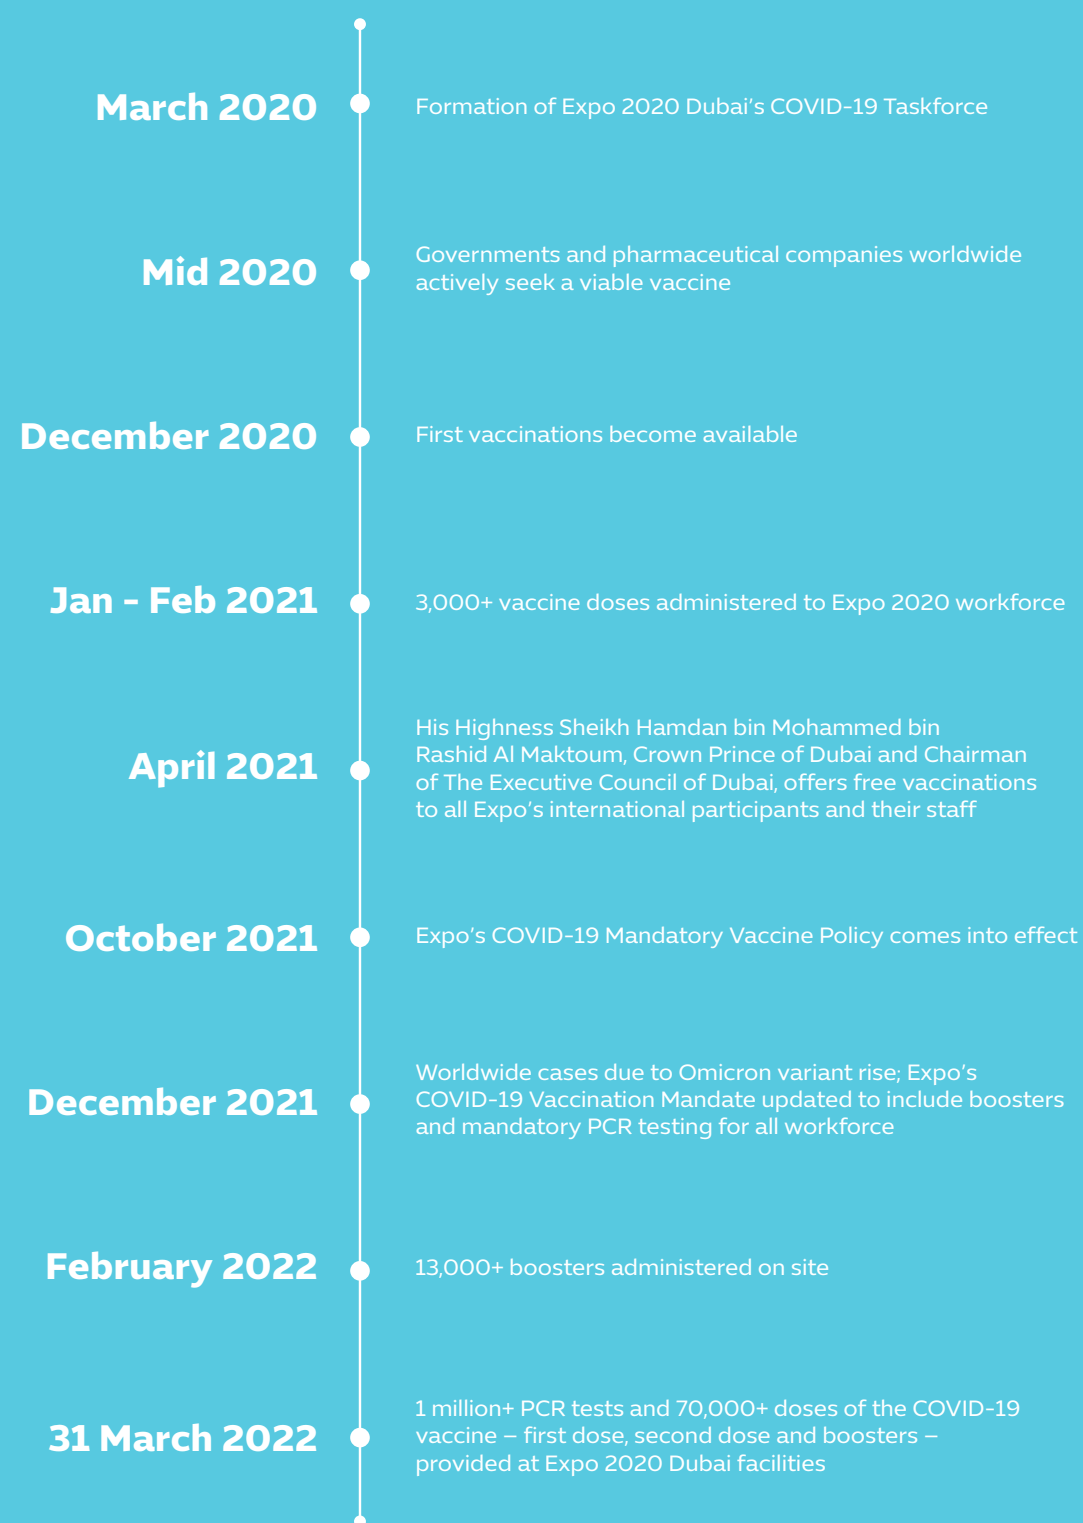 March 2020
Formation of Expo 2020 Dubai's COVID-19 Taskforce
Mid 2020
Governments and pharmaceutical companies worldwide
actively seek a viable vaccine
December 2020
First vaccinations become available
Jan - Feb 2021
3,000+ vaccine doses administered to Expo 2020 workforce
April 2021
His Highness Sheikh Hamdan bin Mohammed bin
Rashid Al Maktoum, Crown Prince of Dubai and Chairman
of The Executive Council of Dubai, offers free vaccinations
to all Expo's international participants and their staff
October 2021
Expo's COVID-19 Mandatory Vaccine Policy comes into effect
December 2021
Worldwide cases due to Omicron variant rise; Expo's
COVID-19 Vaccination Mandate updated to include boosters
and mandatory PCR testing for all workforce
February 2022
13,000+ boosters administered on site
31 March 2022
1 million+ PCR tests and 70,000+ doses of the COVID-19
vaccine – first dose, second dose and boosters –
provided at Expo 2020 Dubai facilities